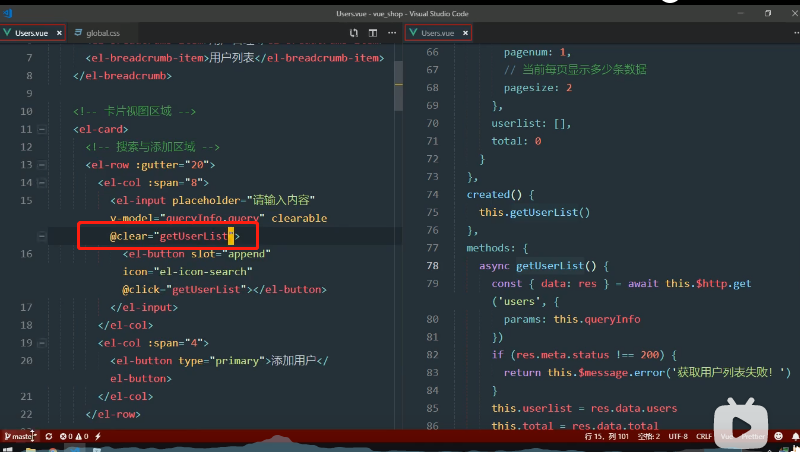 Users.vue - vue_shop - Visual Studio Code
Users.vue
global.css
7 <el-breadcrumb-item>用户列表</el-breadcrumb-item>
8 </el-breadcrumb>
9
10 <!-- 卡片视图区域 -->
11 <el-card>
12 <!-- 搜索与添加区域 -->
13 <el-row :gutter="20">
14 <el-col :span="8">
15 <el-input placeholder="请输入内容"
v-model="queryInfo.query" clearable
@clear="getUserList">
16 <el-button slot="append"
icon="el-icon-search"
@click="getUserList"></el-button>
17 </el-input>
18 </el-col>
19 <el-col :span="4">
20 <el-button type="primary">添加用户</
el-button>
21 </el-col>
22 </el-row>
Users.vue
66 pagenum: 1,
67 // 当前每页显示多少条数据
68 pagesize: 2
69 },
70 userlist: [],
71 total: 0
72 }
73 },
74 created() {
75 this.getUserList()
76 },
77 methods: {
78 async getUserList() {
79 const { data: res } = await this.$http.get
('users', {
80 params: this.queryInfo
81 })
82 if (res.meta.status !== 200) {
83 return this.$message.error('获取用户列表失败！')
84 }
85 this.userlist = res.data.users
86 this.total = res.data.total
master*
0 0
行 15，列 101 空格: 2 UTF-8 CRLF